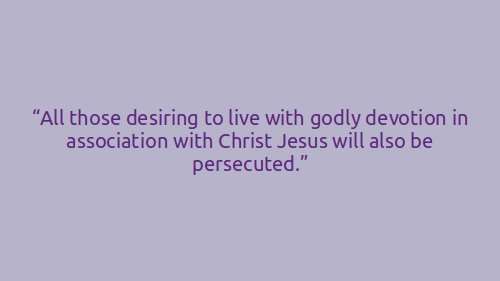 “All those desiring to live with godly devotion in
association with Christ Jesus will also be
persecuted.”